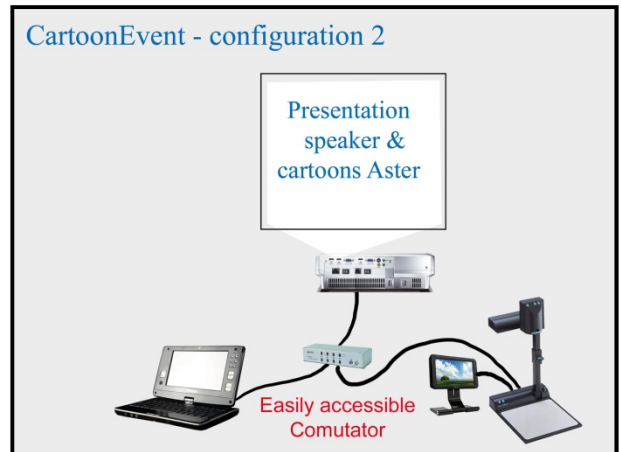 CartoonEvent - configuration 2
Presentation
speaker &
cartoons Aster
Easily accessible
Comutator